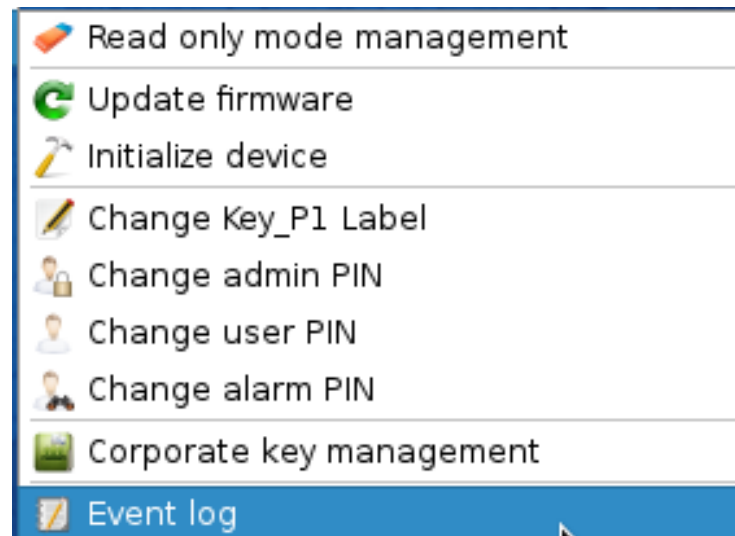 Read only mode management
Update firmware
Initialize device
Change Key_P1 Label
Change admin PIN
Change user PIN
Change alarm PIN
Corporate key management
Event log